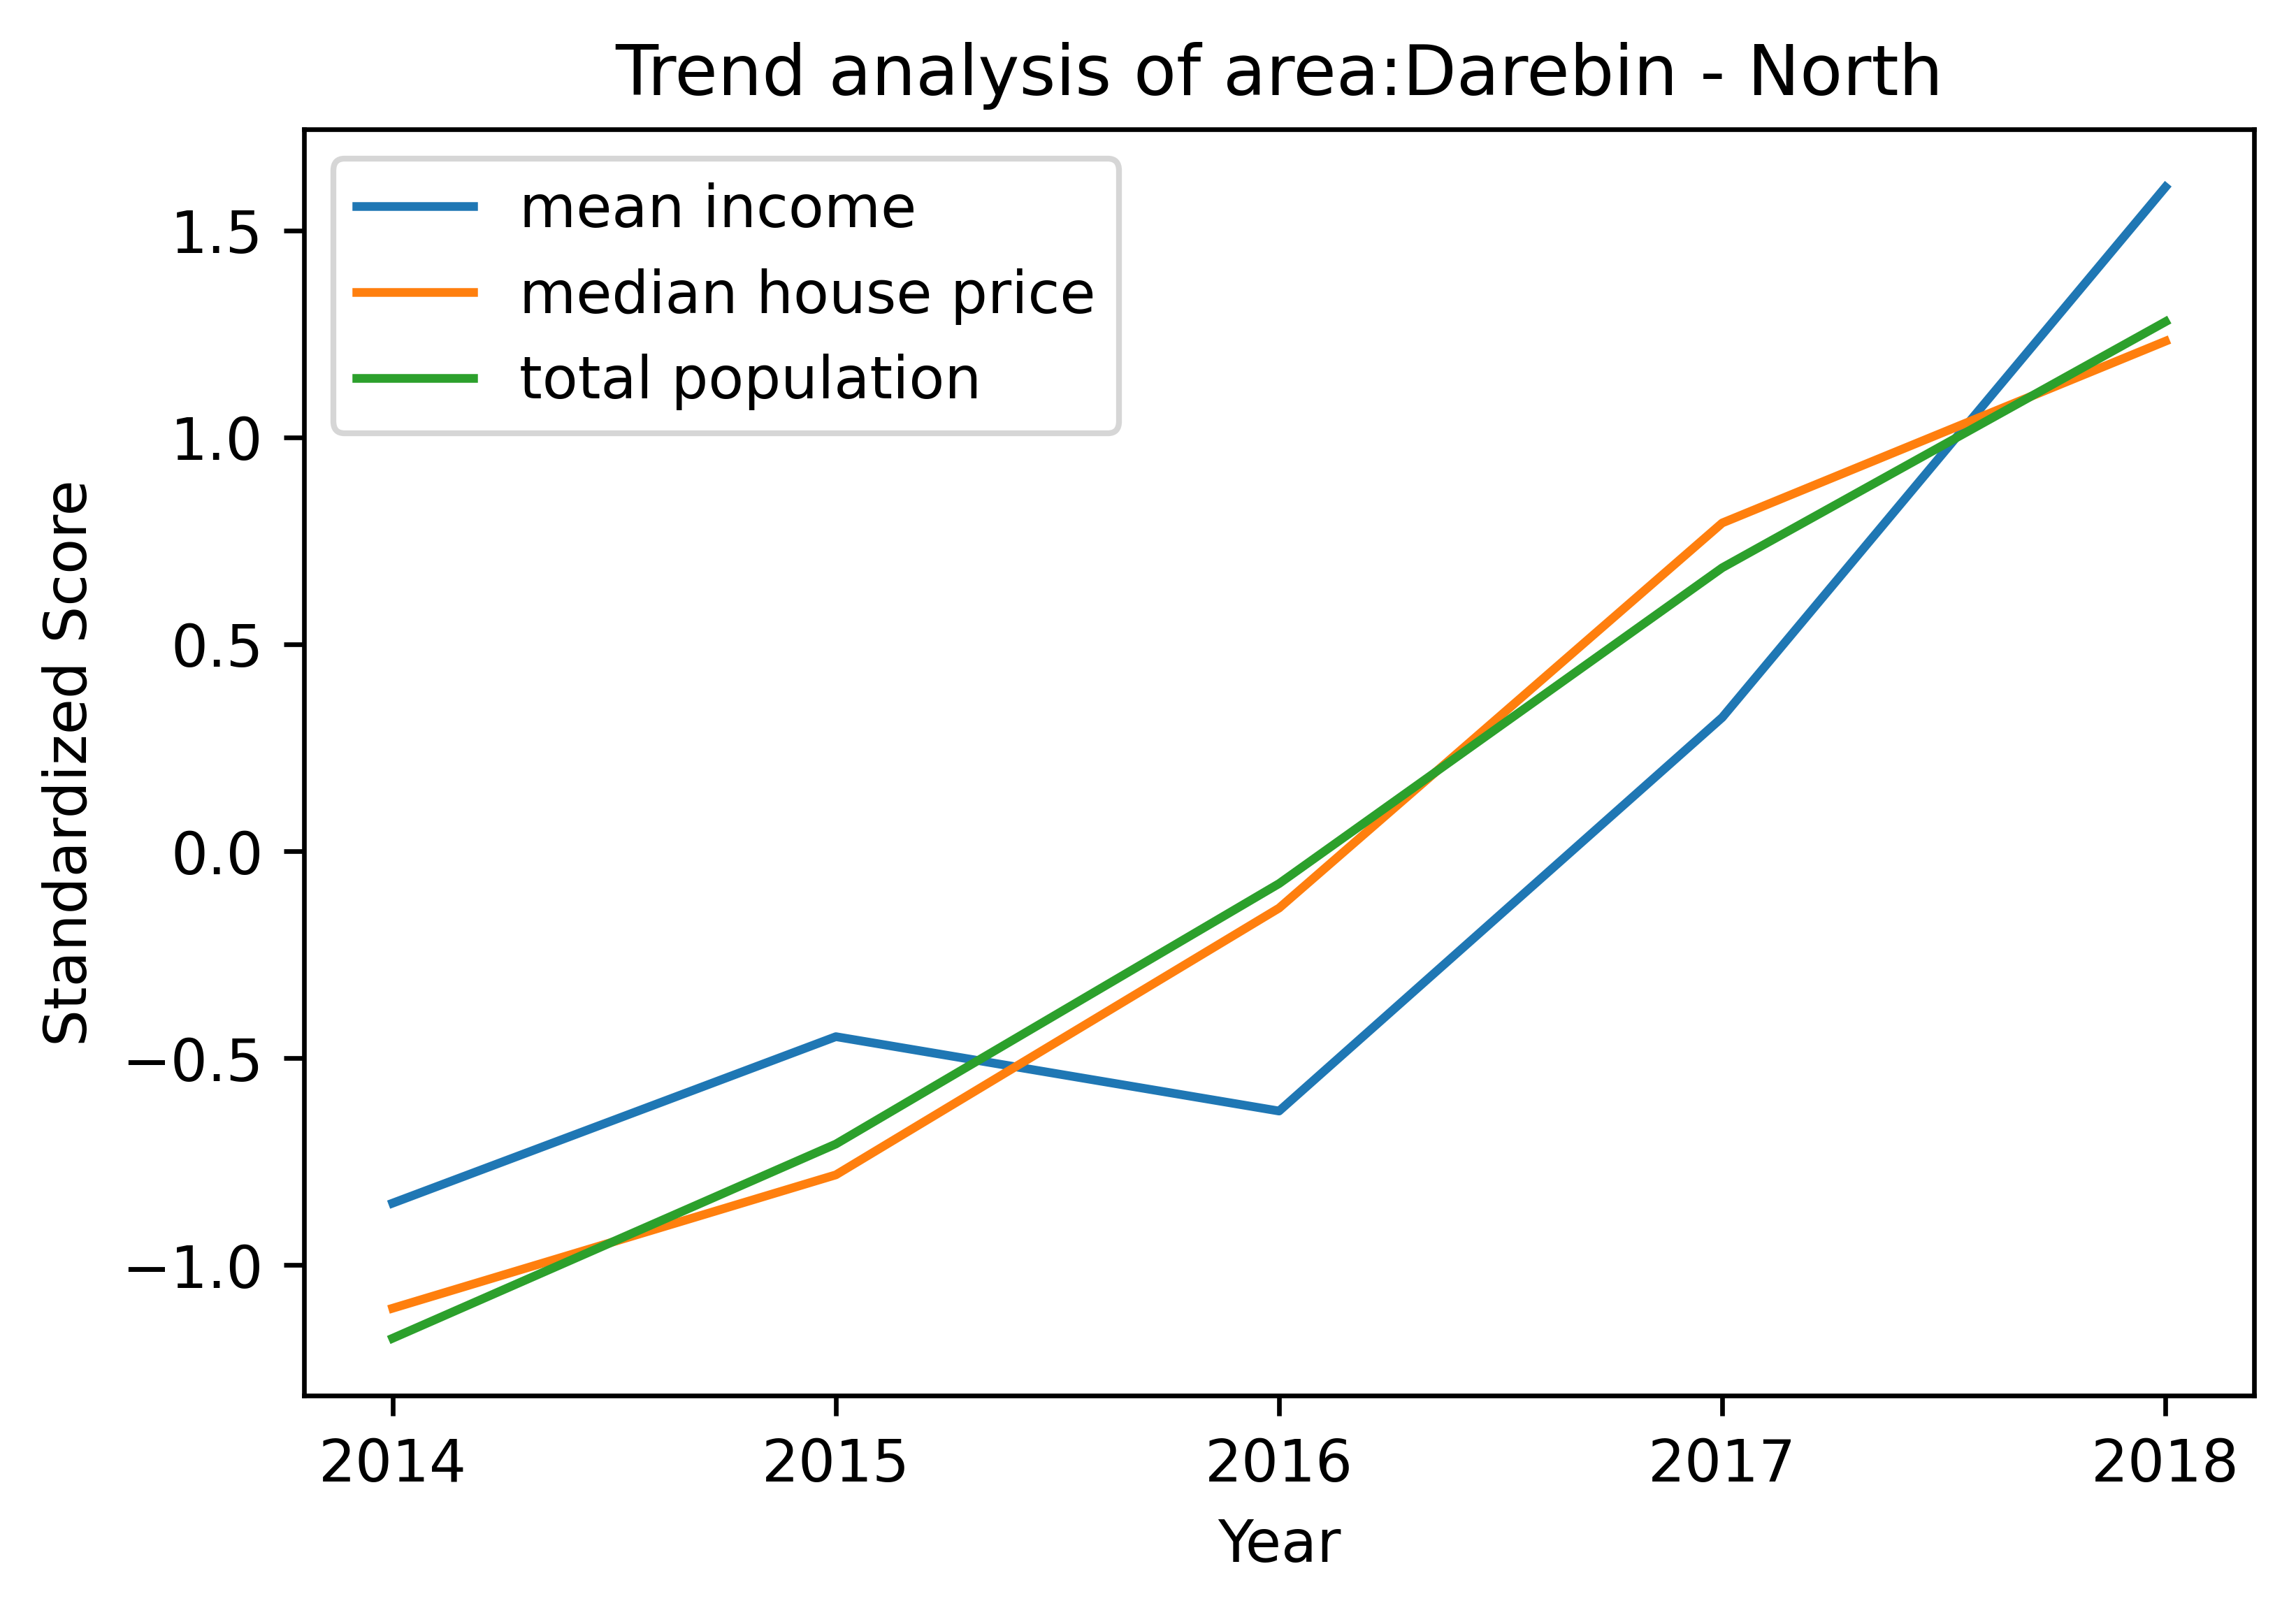 Trend analysis of area:Darebin - North
mean income
median house price
total population
Standardized Score
1.5
1.0
0.5
0.0
−0.5
−1.0
2014 2015 2016 2017 2018
Year